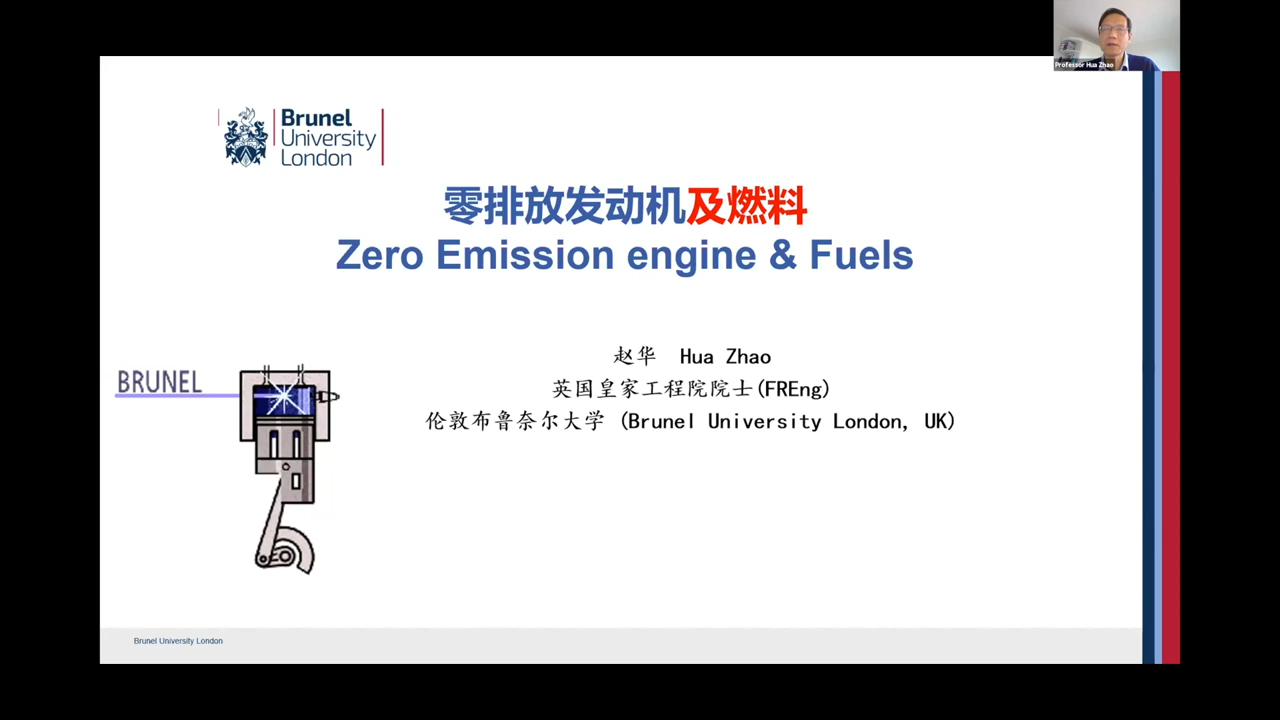 Professor Hua Zhao
Brunel
University
London
零排放发动机及燃料
Zero Emission engine & Fuels
赵华 Hua Zhao
英国皇家工程院院士(FREng)
伦敦布鲁奈尔大学 (Brunel University London, UK)
BRUNEL
Brunel University London